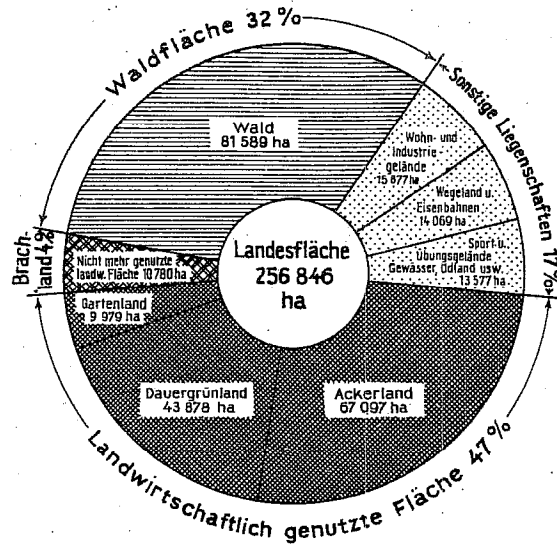 Waldfläche 32 %
Wald
81 589 ha
Sonstige Liegenschaften 17 %
Wohn- und
Industrie
gelände
15 877 ha
Wegeland u.
Eisenbahnen
14 069 ha
Sport u.
Übungsgelände
Gewässer, Ödland usw.
13 577 ha
Landesfläche
256 846
ha
Brach-
land 4%
Nicht mehr genutzte
landw. Fläche 10 780 ha
Gartenland
9 979 ha
Dauergrünland
43 878 ha
Ackerland
67 097 ha
Landwirtschaftlich genutzte Fläche 47 %